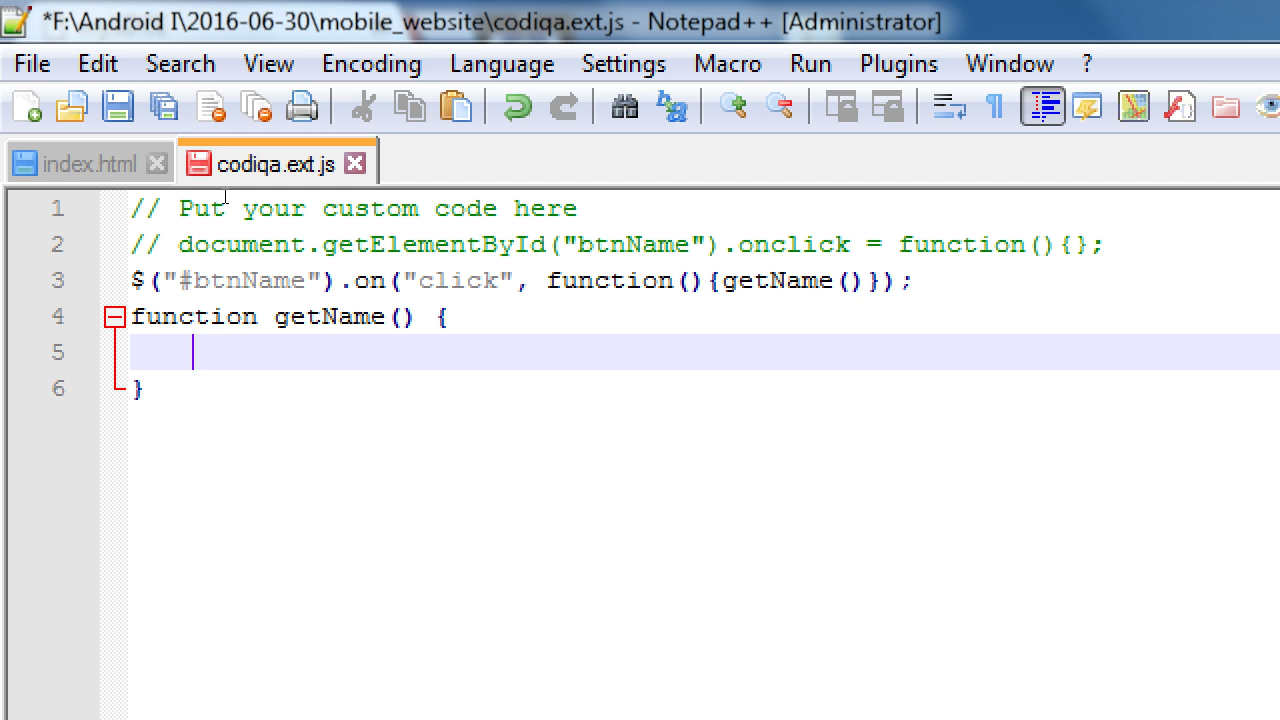 *F:\Android I\2016-06-30\mobile_website\codiqa.ext.js - Notepad++ [Administrator]
File Edit Search View Encoding Language Settings Macro Run Plugins Window ?
index.html codiqa.ext.js
1 // Put your custom code here
2 // document.getElementById("btnName").onclick = function(){};
3 $("#btnName").on("click", function(){getName()});
4 function getName() {
5
6 }